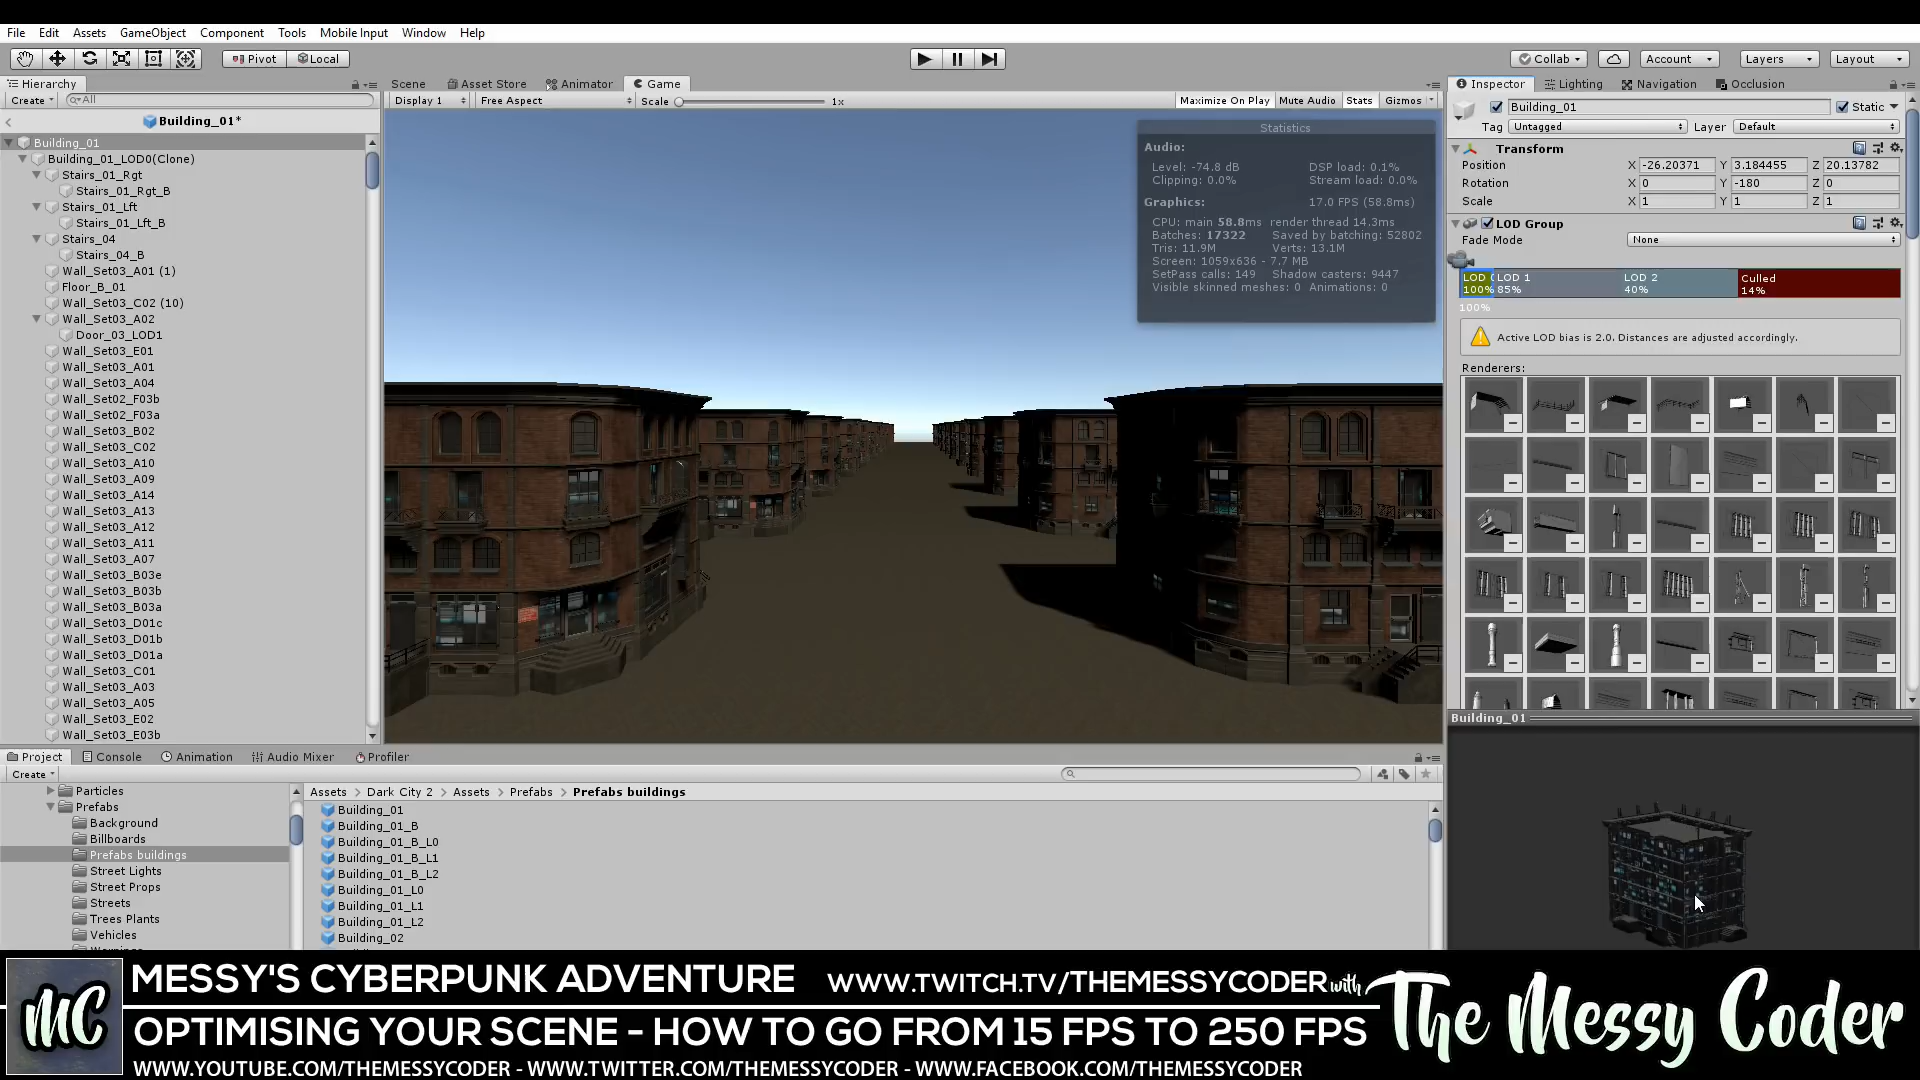 File Edit Assets GameObject Component Tools Mobile Input Window Help
Pivot Local Collab Account Layers Layout
Hierarchy
Create All
Building_01*
Building_01
Building_01_LOD0(Clone)
Stairs_01_Rgt
Stairs_01_Rgt_B
Stairs_01_Lft
Stairs_01_Lft_B
Stairs_04
Stairs_04_B
Wall_Set03_A01 (1)
Floor_B_01
Wall_Set03_C02 (10)
Wall_Set03_A02
Door_03_LOD1
Wall_Set03_E01
Wall_Set03_A01
Wall_Set03_A04
Wall_Set02_F03b
Wall_Set02_F03a
Wall_Set03_B02
Wall_Set03_C02
Wall_Set03_A10
Wall_Set03_A09
Wall_Set03_A14
Wall_Set03_A13
Wall_Set03_A12
Wall_Set03_A11
Wall_Set03_A07
Wall_Set03_B03e
Wall_Set03_B03b
Wall_Set03_B03a
Wall_Set03_D01c
Wall_Set03_D01b
Wall_Set03_D01a
Wall_Set03_C01
Wall_Set03_A03
Wall_Set03_A05
Wall_Set03_E02
Wall_Set03_E03b
Scene Asset Store Animator Game
Display 1 Free Aspect Scale 1x Maximize On Play Mute Audio Stats Gizmos
Statistics
Audio:
Level: -74.8 dB DSP load: 0.1%
Clipping: 0.0% Stream load: 0.0%
Graphics: 17.0 FPS (58.8ms)
CPU: main 58.8ms render thread 14.3ms
Batches: 17322 Saved by batching: 52802
Tris: 11.9M Verts: 13.1M
Screen: 1059x636 - 7.7 MB
SetPass calls: 149 Shadow casters: 9447
Visible skinned meshes: 0 Animations: 0
Inspector Lighting Navigation Occlusion
Building_01 Static
Tag Untagged Layer Default
Transform
Position X -26.20371 Y 3.184455 Z 20.13782
Rotation X 0 Y -180 Z 0
Scale X 1 Y 1 Z 1
LOD Group
Fade Mode None
LOD LOD 1 LOD 2 Culled
100% 85% 40% 14%
100%
Active LOD bias is 2.0. Distances are adjusted accordingly.
Renderers:
Building_01
Project Console Animation Audio Mixer Profiler
Create
Particles
Prefabs
Background
Billboards
Prefabs buildings
Street Lights
Street Props
Streets
Trees Plants
Vehicles
Assets > Dark City 2 > Assets > Prefabs > Prefabs buildings
Building_01
Building_01_B
Building_01_B_L0
Building_01_B_L1
Building_01_B_L2
Building_01_L0
Building_01_L1
Building_01_L2
Building_02
MC
MESSY'S CYBERPUNK ADVENTURE WWW.TWITCH.TV/THEMESSYCODER with The Messy Coder
OPTIMISING YOUR SCENE - HOW TO GO FROM 15 FPS TO 250 FPS
WWW.YOUTUBE.COM/THEMESSYCODER - WWW.TWITTER.COM/THEMESSYCODER - WWW.FACEBOOK.COM/THEMESSYCODER